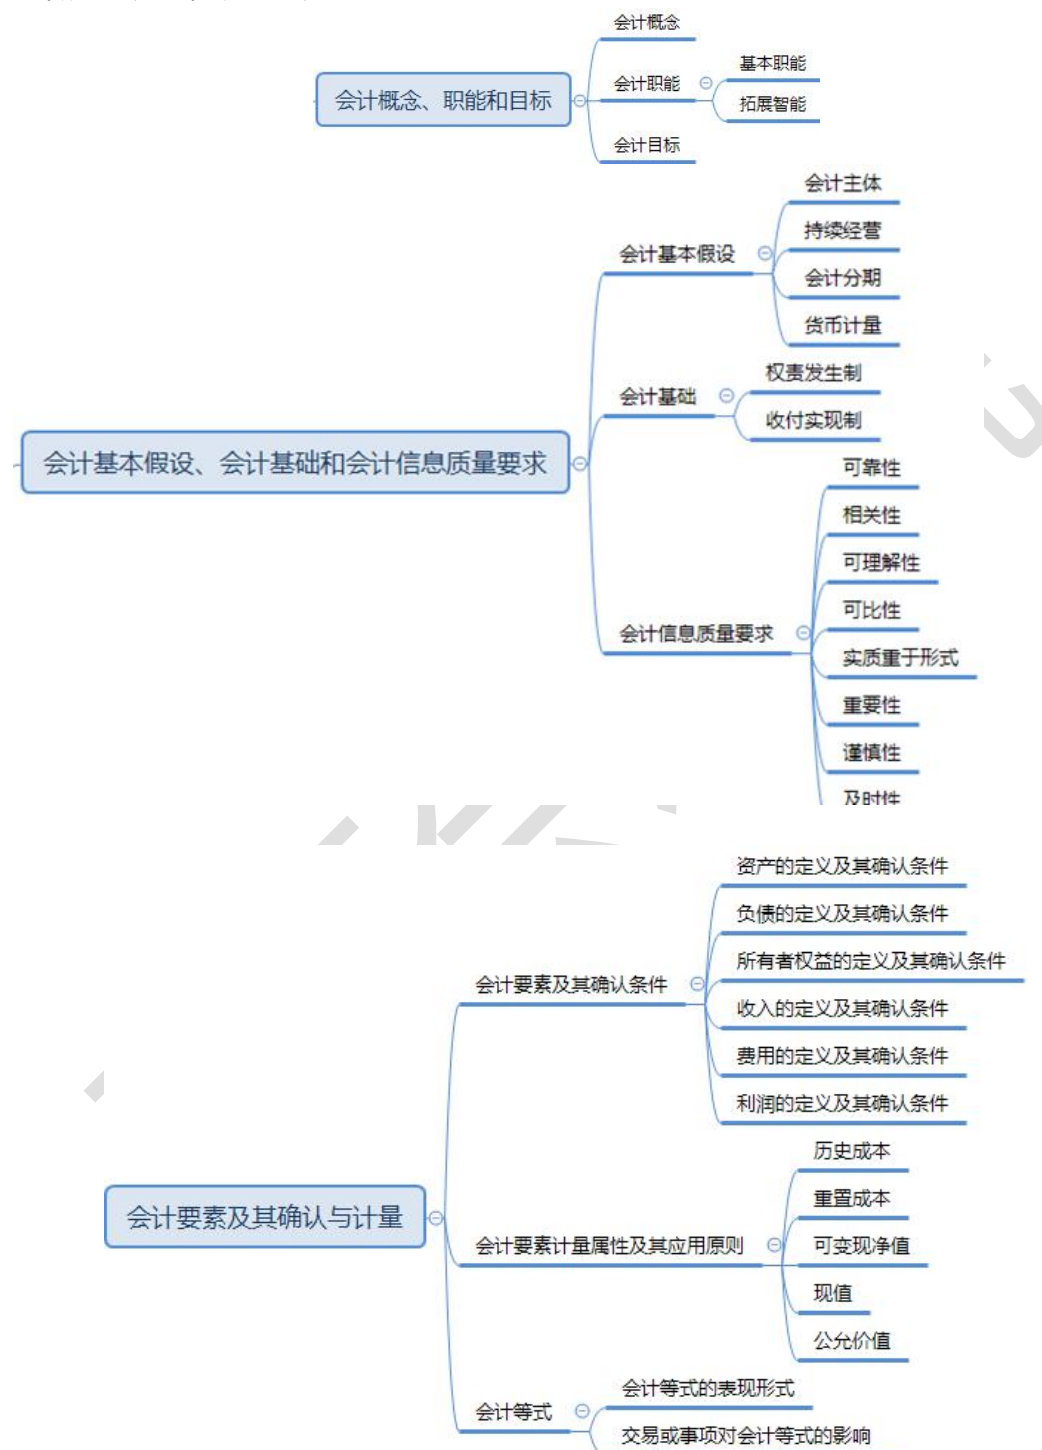 会计概念、职能和目标
会计概念
会计职能
基本职能
拓展智能
会计目标
会计基本假设、会计基础和会计信息质量要求
会计基本假设
会计主体
持续经营
会计分期
货币计量
会计基础
权责发生制
收付实现制
会计信息质量要求
可靠性
相关性
可理解性
可比性
实质重于形式
重要性
谨慎性
及时性
会计要素及其确认与计量
会计要素及其确认条件
资产的定义及其确认条件
负债的定义及其确认条件
所有者权益的定义及其确认条件
收入的定义及其确认条件
费用的定义及其确认条件
利润的定义及其确认条件
会计要素计量属性及其应用原则
历史成本
重置成本
可变现净值
现值
公允价值
会计等式
会计等式的表现形式
交易或事项对会计等式的影响